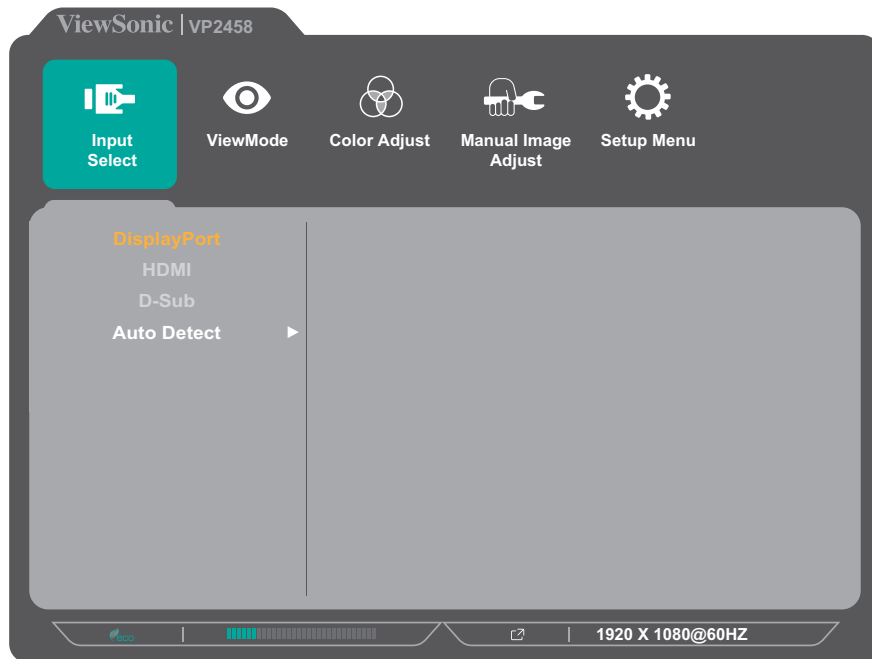 ViewSonic | VP2458
Input
Select
ViewMode
Color Adjust
Manual Image
Adjust
Setup Menu
DisplayPort
HDMI
D-Sub
Auto Detect
eco
1920 X 1080@60HZ